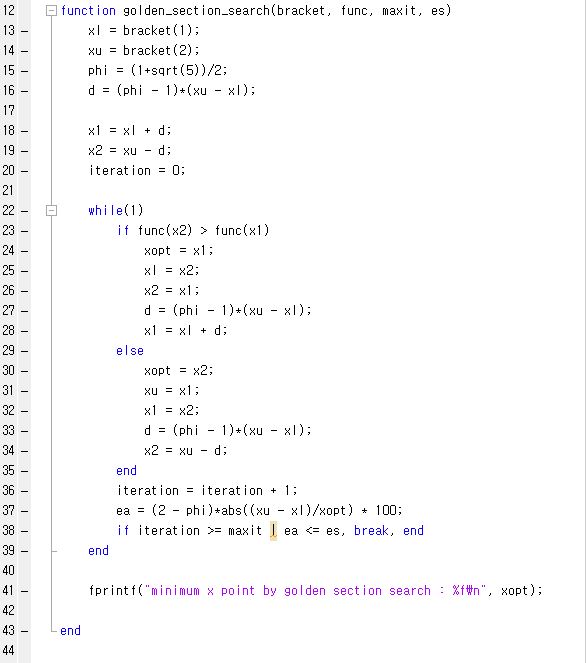 12 function golden_section_search(bracket, func, maxit, es)
13 – xl = bracket(1);
14 – xu = bracket(2);
15 – phi = (1+sqrt(5))/2;
16 – d = (phi - 1)*(xu - xl);
17
18 – x1 = xl + d;
19 – x2 = xu - d;
20 – iteration = 0;
21
22 – while(1)
23 – if func(x2) > func(x1)
24 – xopt = x1;
25 – xl = x2;
26 – x2 = x1;
27 – d = (phi - 1)*(xu - xl);
28 – x1 = xl + d;
29 – else
30 – xopt = x2;
31 – xu = x1;
32 – x1 = x2;
33 – d = (phi - 1)*(xu - xl);
34 – x2 = xu - d;
35 – end
36 – iteration = iteration + 1;
37 – ea = (2 - phi)*abs((xu - xl)/xopt) * 100;
38 – if iteration >= maxit | ea <= es, break, end
39 – end
40
41 – fprintf("minimum x point by golden section search : %f₩n", xopt);
42
43 – end
44